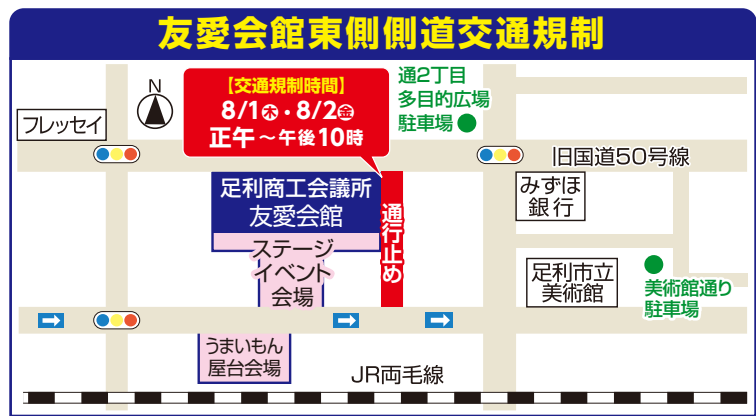 友愛会館東側側道交通規制
N
【交通規制時間】
8/1㊍・8/2㊎
正午～午後10時
通2丁目
多目的広場
駐車場
フレッセイ
旧国道50号線
足利商工会議所
友愛会館
通行止め
みずほ
銀行
ステージ
イベント
会場
足利市立
美術館
美術館通り
駐車場
うまいもん
屋台会場
JR両毛線